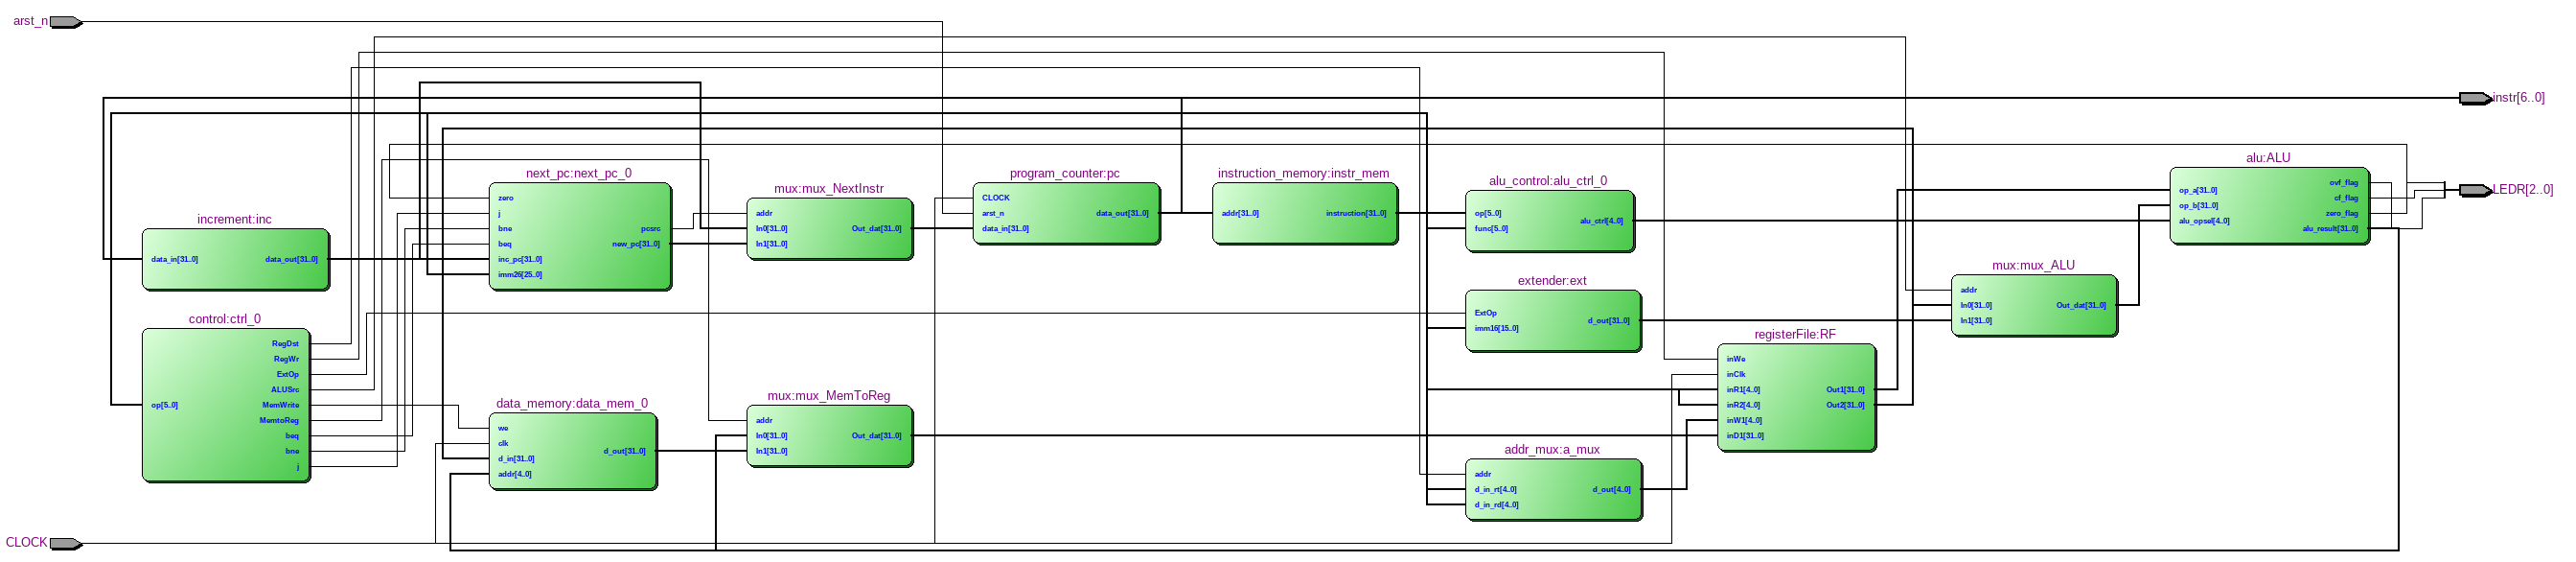 arst_n
instr[6..0]
LEDR[2..0]
CLOCK
increment:inc
data_in[31..0]
data_out[31..0]
control:ctrl_0
op[5..0]
RegDst
RegWr
ExtOp
ALUSrc
MemWrite
MemtoReg
beq
bne
j
next_pc:next_pc_0
zero
j
bne
beq
inc_pc[31..0]
imm26[25..0]
pcsrc
new_pc[31..0]
data_memory:data_mem_0
we
clk
d_in[31..0]
addr[4..0]
d_out[31..0]
mux:mux_NextInstr
addr
In0[31..0]
In1[31..0]
Out_dat[31..0]
mux:mux_MemToReg
addr
In0[31..0]
In1[31..0]
Out_dat[31..0]
program_counter:pc
CLOCK
arst_n
data_in[31..0]
data_out[31..0]
instruction_memory:instr_mem
addr[31..0]
instruction[31..0]
alu_control:alu_ctrl_0
op[5..0]
func[5..0]
alu_ctrl[4..0]
extender:ext
ExtOp
imm16[15..0]
d_out[31..0]
addr_mux:a_mux
addr
d_in_rt[4..0]
d_in_rd[4..0]
d_out[4..0]
registerFile:RF
inWe
inClk
inR1[4..0]
inR2[4..0]
inW1[4..0]
inD1[31..0]
Out1[31..0]
Out2[31..0]
mux:mux_ALU
addr
In0[31..0]
In1[31..0]
Out_dat[31..0]
alu:ALU
op_a[31..0]
op_b[31..0]
alu_opsel[4..0]
ovf_flag
cf_flag
zero_flag
alu_result[31..0]